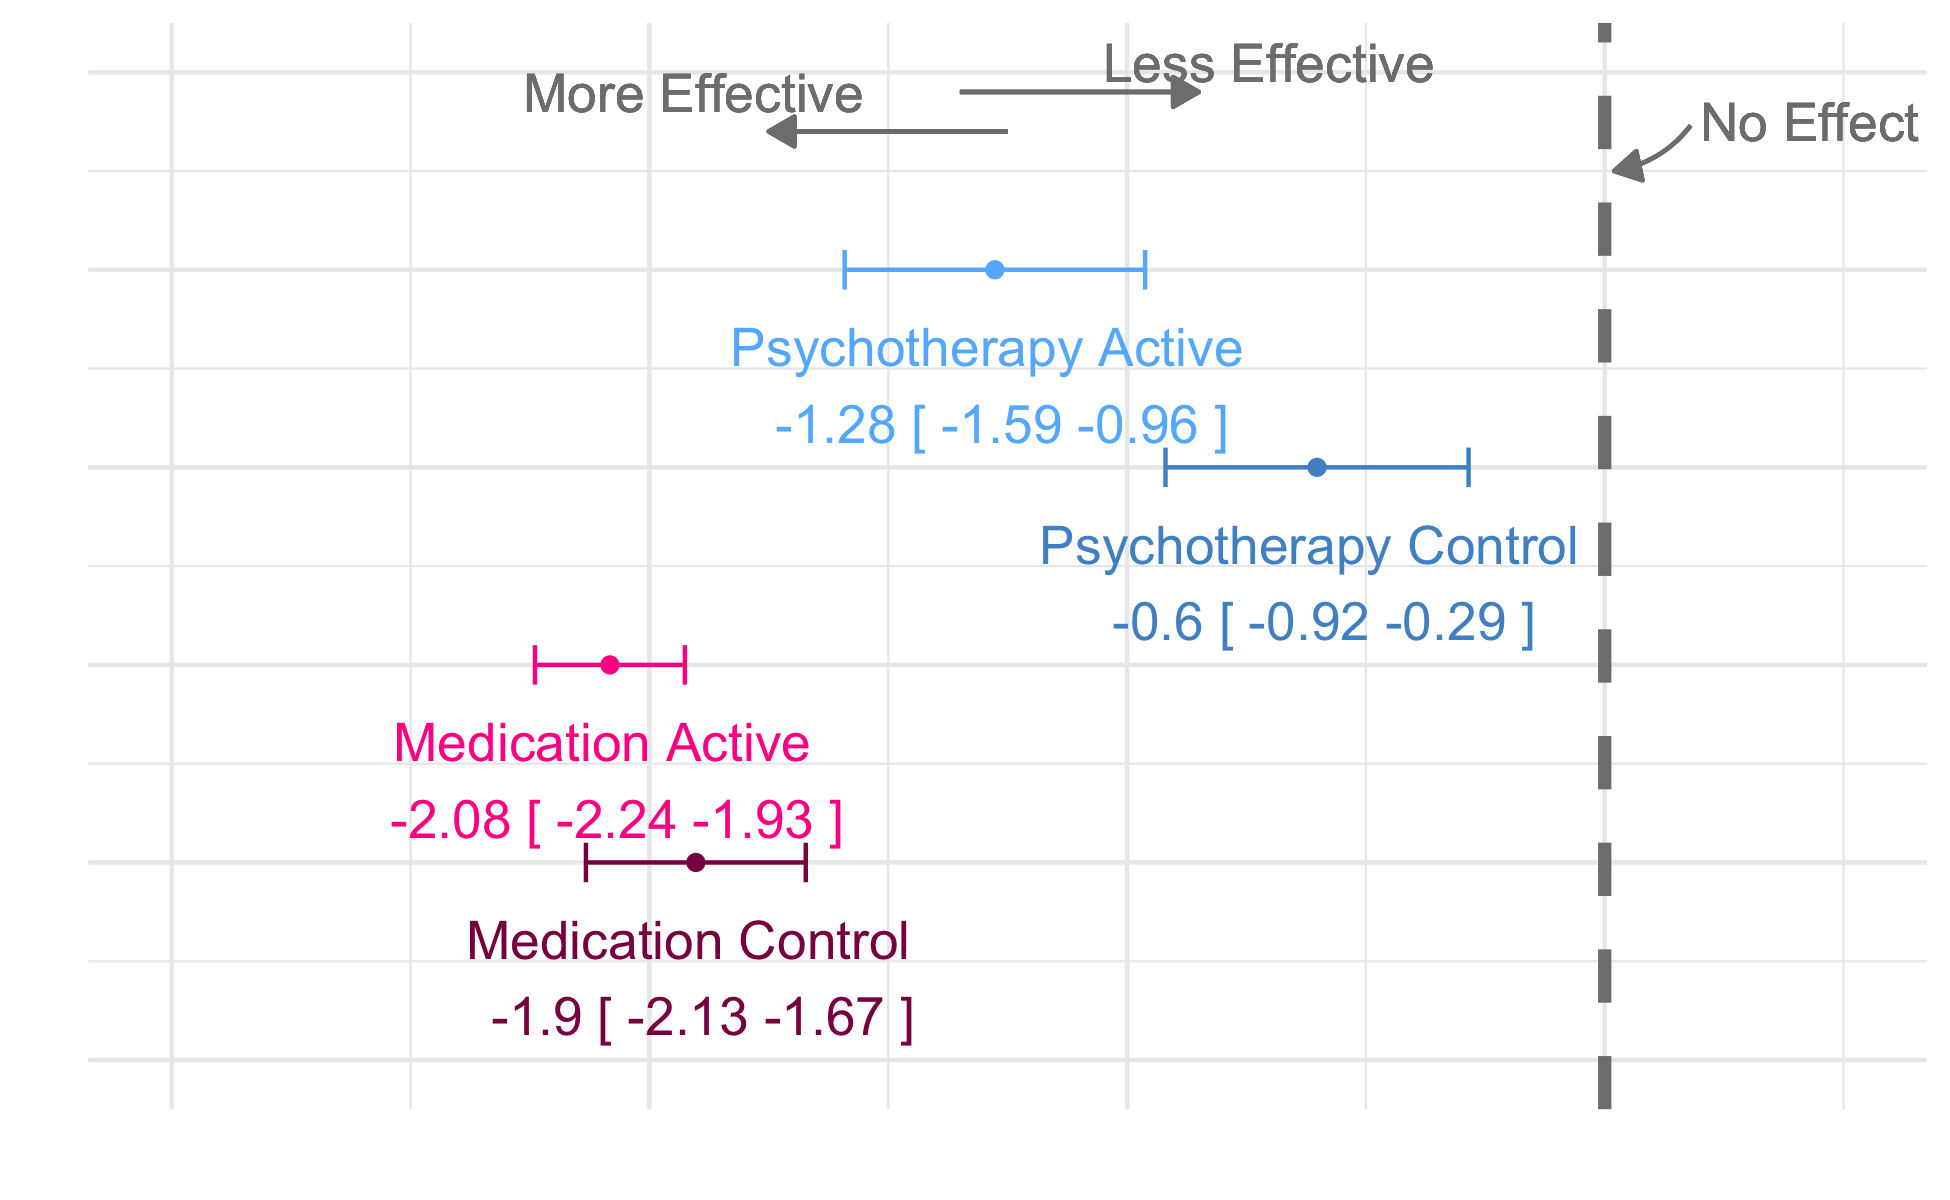 Less Effective
More Effective
No Effect
Psychotherapy Active
-1.28 [ -1.59 -0.96 ]
Psychotherapy Control
-0.6 [ -0.92 -0.29 ]
Medication Active
-2.08 [ -2.24 -1.93 ]
Medication Control
-1.9 [ -2.13 -1.67 ]